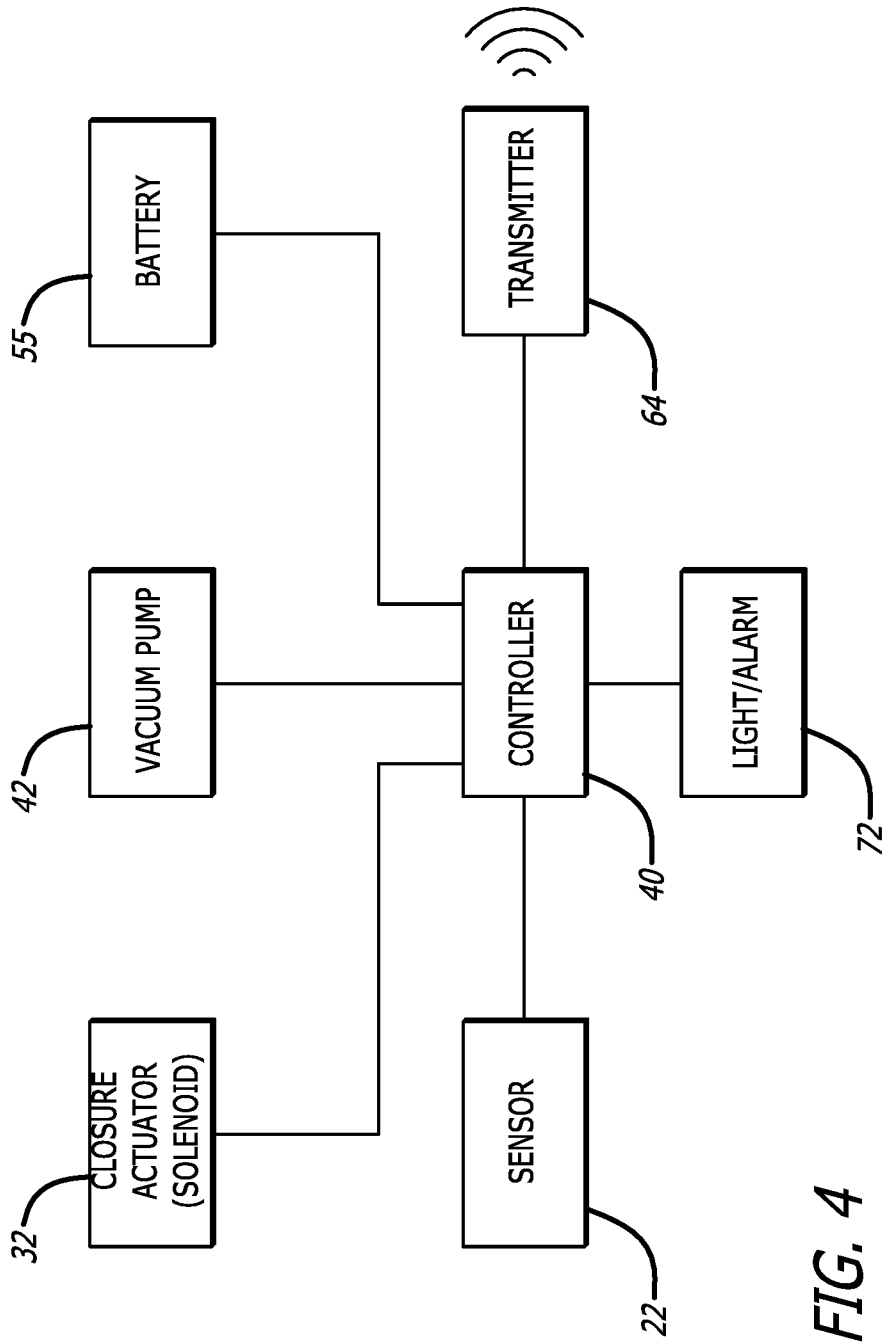 32
CLOSURE
ACTUATOR
(SOLENOID)
42
VACUUM PUMP
55
BATTERY
SENSOR
22
CONTROLLER
40
TRANSMITTER
64
LIGHT/ALARM
72
FIG. 4